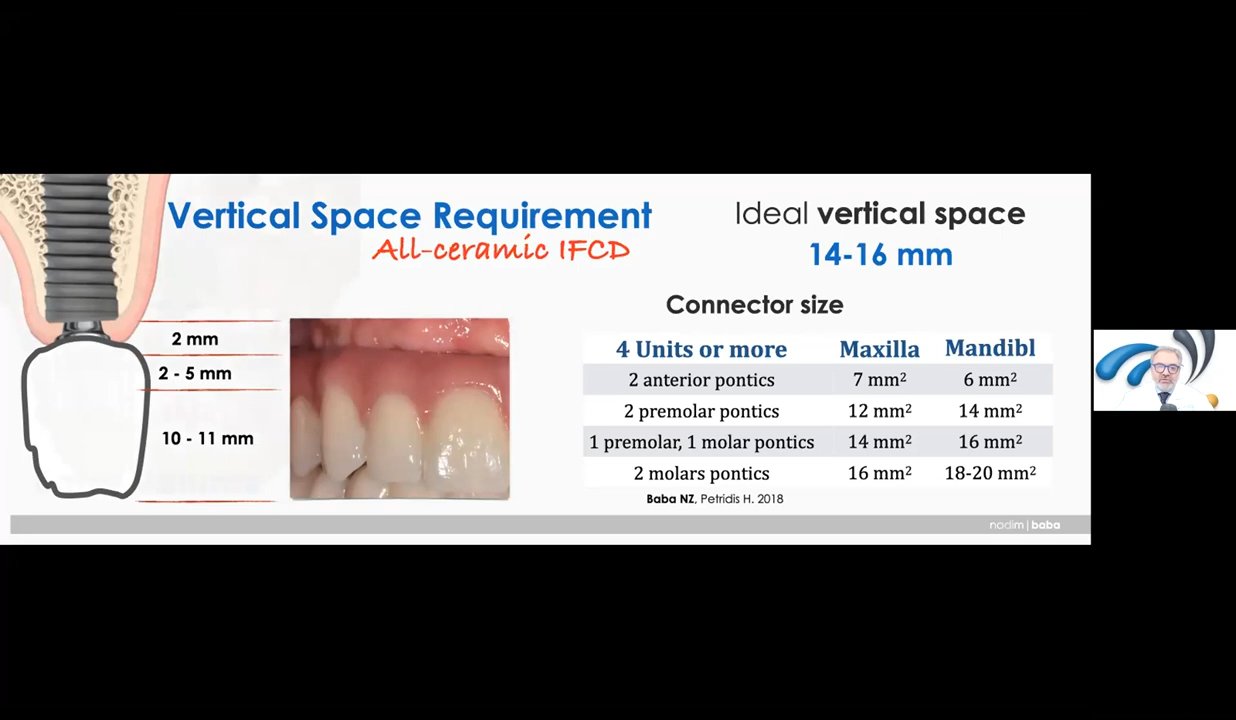 Vertical Space Requirement
All-ceramic IFCD
Ideal vertical space
14-16 mm
2 mm
2 - 5 mm
10 - 11 mm
Connector size
4 Units or more Maxilla Mandibl
2 anterior pontics 7 mm² 6 mm²
2 premolar pontics 12 mm² 14 mm²
1 premolar, 1 molar pontics 14 mm² 16 mm²
2 molars pontics 16 mm² 18-20 mm²
Baba NZ, Petridis H. 2018
nadim | baba